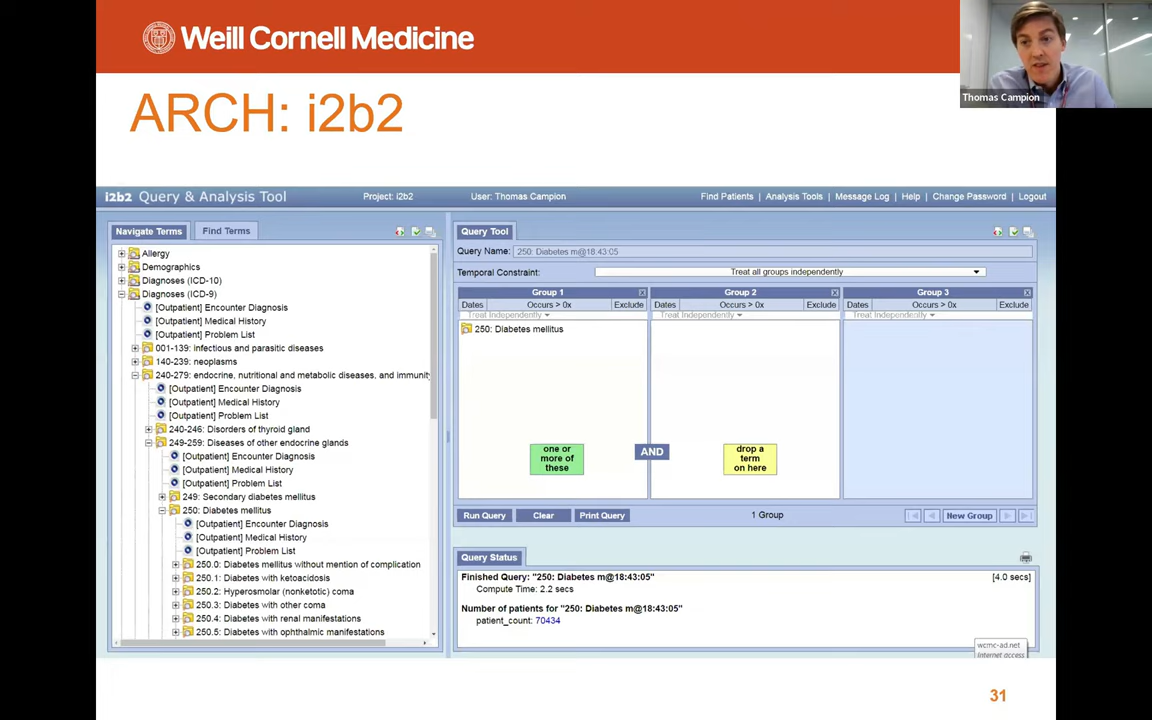 Weill Cornell Medicine
Thomas Campion
ARCH: i2b2
i2b2 Query & Analysis Tool
Project: i2b2
User: Thomas Campion
Find Patients | Analysis Tools | Message Log | Help | Change Password | Logout
Navigate Terms
Find Terms
Allergy
Demographics
Diagnoses (ICD-10)
Diagnoses (ICD-9)
[Outpatient] Encounter Diagnosis
[Outpatient] Medical History
[Outpatient] Problem List
001-139: infectious and parasitic diseases
140-239: neoplasms
240-279: endocrine, nutritional and metabolic diseases, and immunity
[Outpatient] Encounter Diagnosis
[Outpatient] Medical History
[Outpatient] Problem List
240-246: Disorders of thyroid gland
249-259: Diseases of other endocrine glands
[Outpatient] Encounter Diagnosis
[Outpatient] Medical History
[Outpatient] Problem List
249: Secondary diabetes mellitus
250: Diabetes mellitus
[Outpatient] Encounter Diagnosis
[Outpatient] Medical History
[Outpatient] Problem List
250.0: Diabetes mellitus without mention of complication
250.1: Diabetes with ketoacidosis
250.2: Hyperosmolar (nonketotic) coma
250.3: Diabetes with other coma
250.4: Diabetes with renal manifestations
250.5: Diabetes with ophthalmic manifestations
Query Tool
Query Name: 250: Diabetes m@18:43:05
Temporal Constraint: Treat all groups independently
Group 1
Dates Occurs > 0x Exclude
Treat Independently
250: Diabetes mellitus
one or
more of
these
AND
Group 2
Dates Occurs > 0x Exclude
Treat Independently
drop a
term
on here
Group 3
Dates Occurs > 0x Exclude
Treat Independently
Run Query
Clear
Print Query
1 Group
New Group
Query Status
Finished Query: "250: Diabetes m@18:43:05" [4.0 secs]
Compute Time: 2.2 secs
Number of patients for "250: Diabetes m@18:43:05"
patient_count: 70434
wcmc-ad.net
Internet access
31